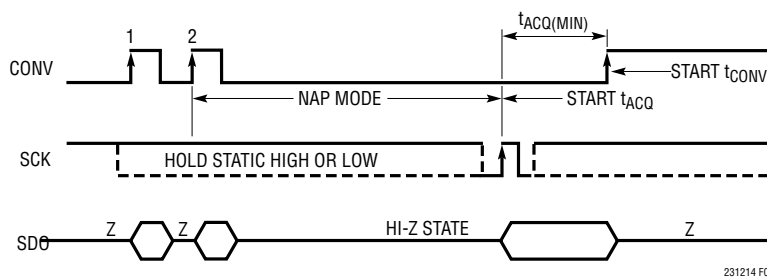 1 2 tACQ(MIN)
CONV
START tCONV
NAP MODE START tACQ
SCK HOLD STATIC HIGH OR LOW
SDO Z Z HI-Z STATE Z